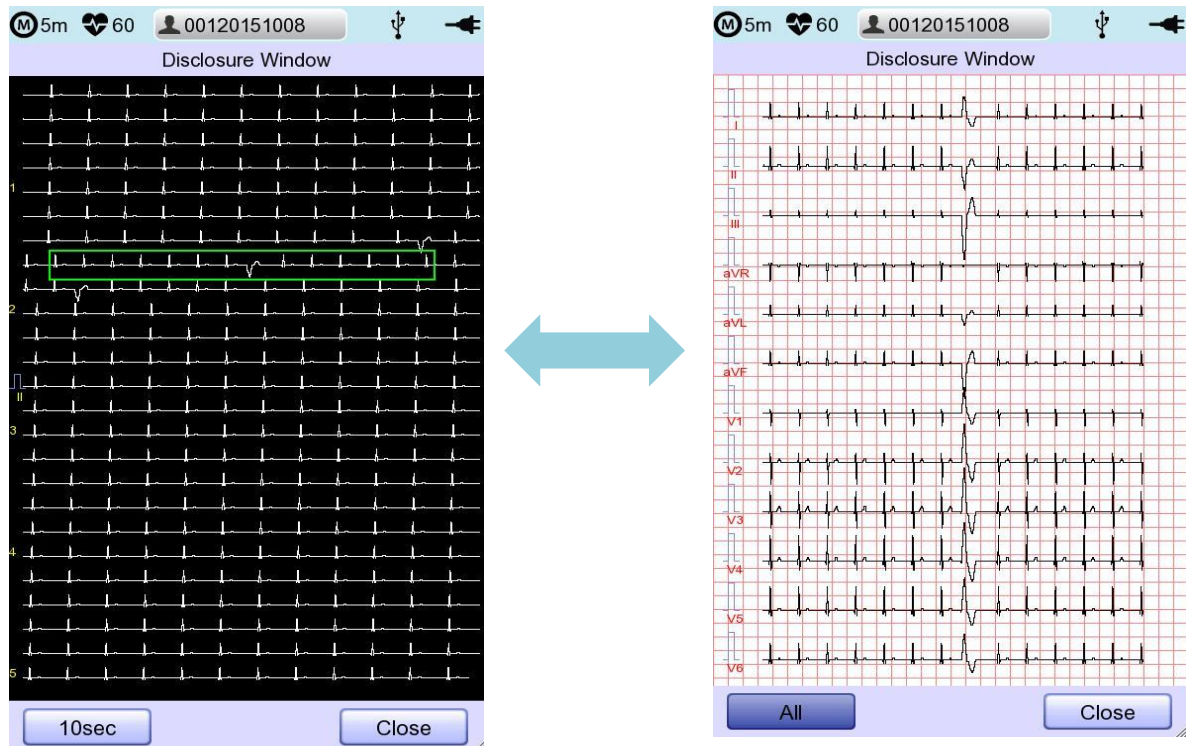 M 5m 60 00120151008
Disclosure Window
1
2
II
3
4
5
10sec Close
M 5m 60 00120151008
Disclosure Window
I
II
III
aVR
aVL
aVF
V1
V2
V3
V4
V5
V6
All Close